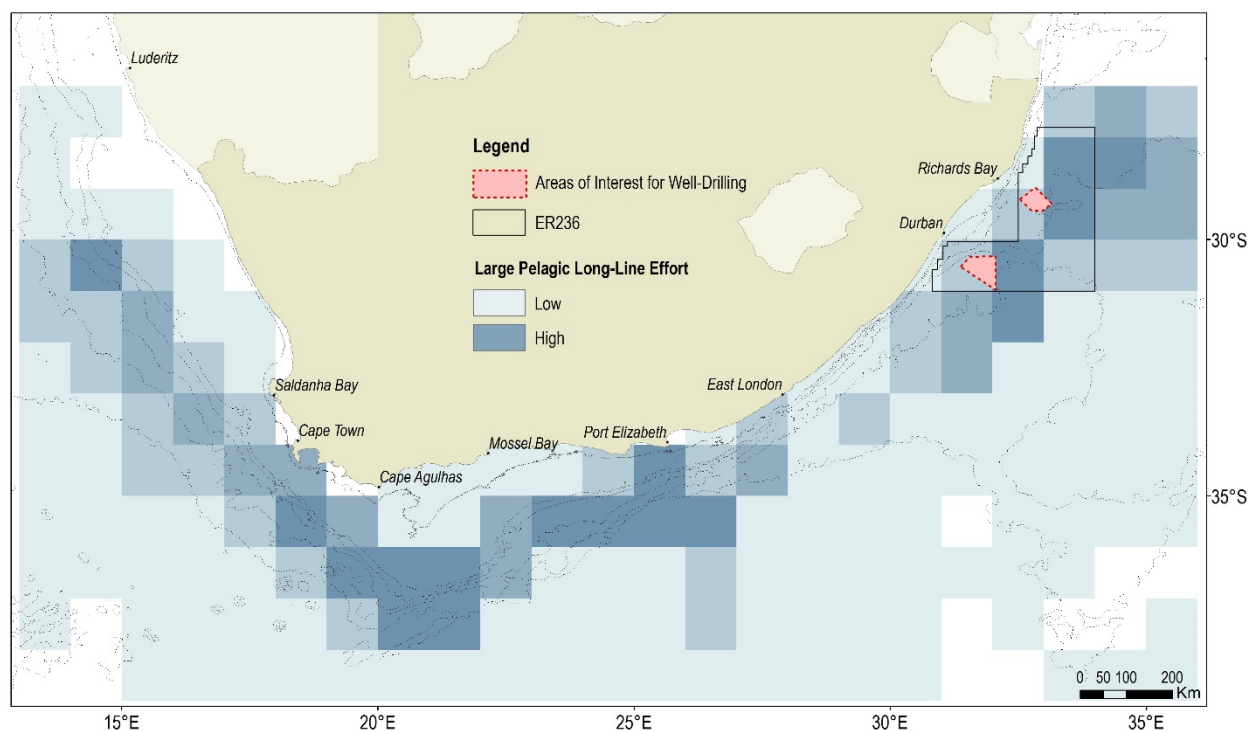 Luderitz
Legend
Areas of Interest for Well-Drilling
ER236
Large Pelagic Long-Line Effort
Low
High
Richards Bay
Durban
30°S
Saldanha Bay
East London
Cape Town
Port Elizabeth
Mossel Bay
Cape Agulhas
35°S
0 50 100 200
Km
15°E 20°E 25°E 30°E 35°E